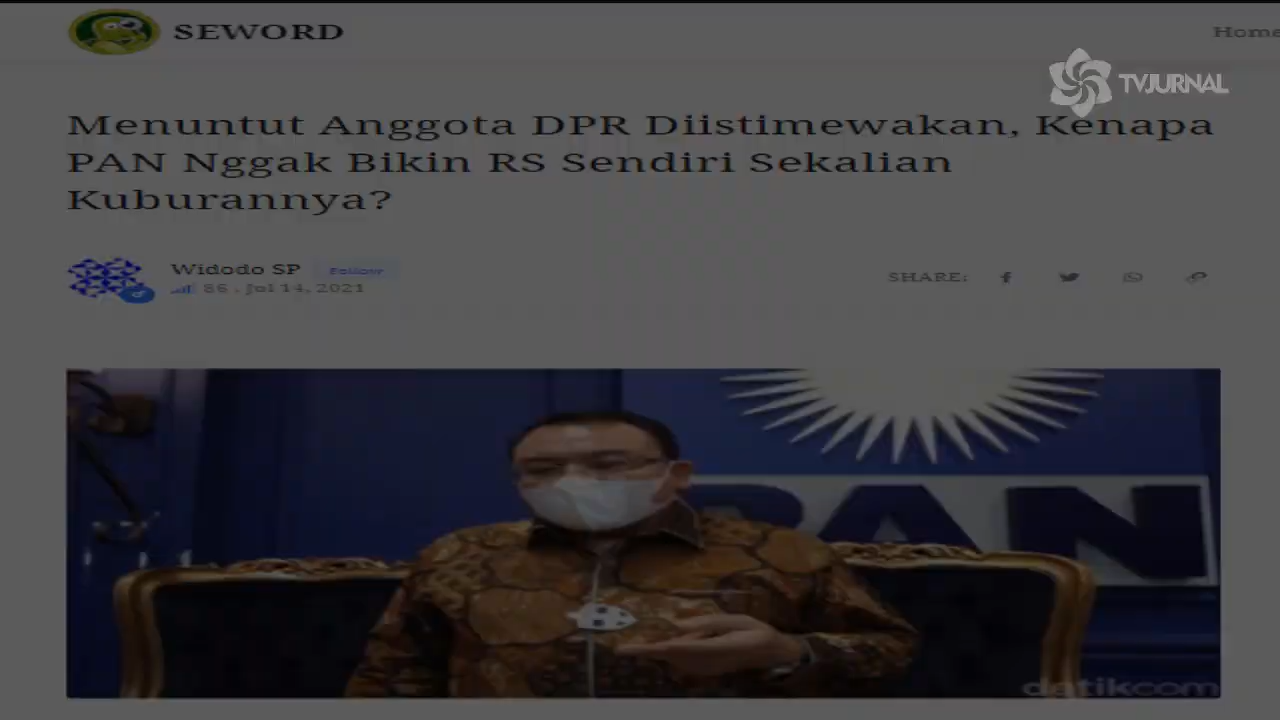 SEWORD
Home
TVJURNAL
Menuntut Anggota DPR Diistimewakan, Kenapa
PAN Nggak Bikin RS Sendiri Sekalian
Kuburannya?
Widodo SP Follow
86 . Jul 14, 2021
SHARE:
PAN
detikcom